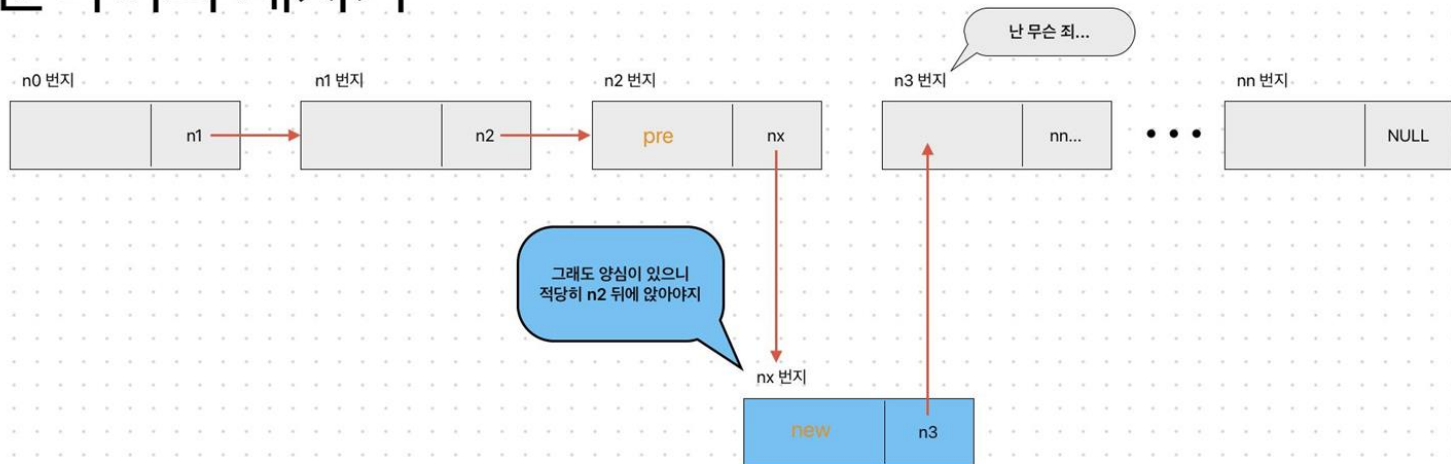 난 무슨 죄...
n0 번지
n1 번지
n2 번지
n3 번지
nn 번지
n1
n2
pre
nx
nn...
NULL
그래도 양심이 있으니
적당히 n2 뒤에 앉아야지
nx 번지
new
n3